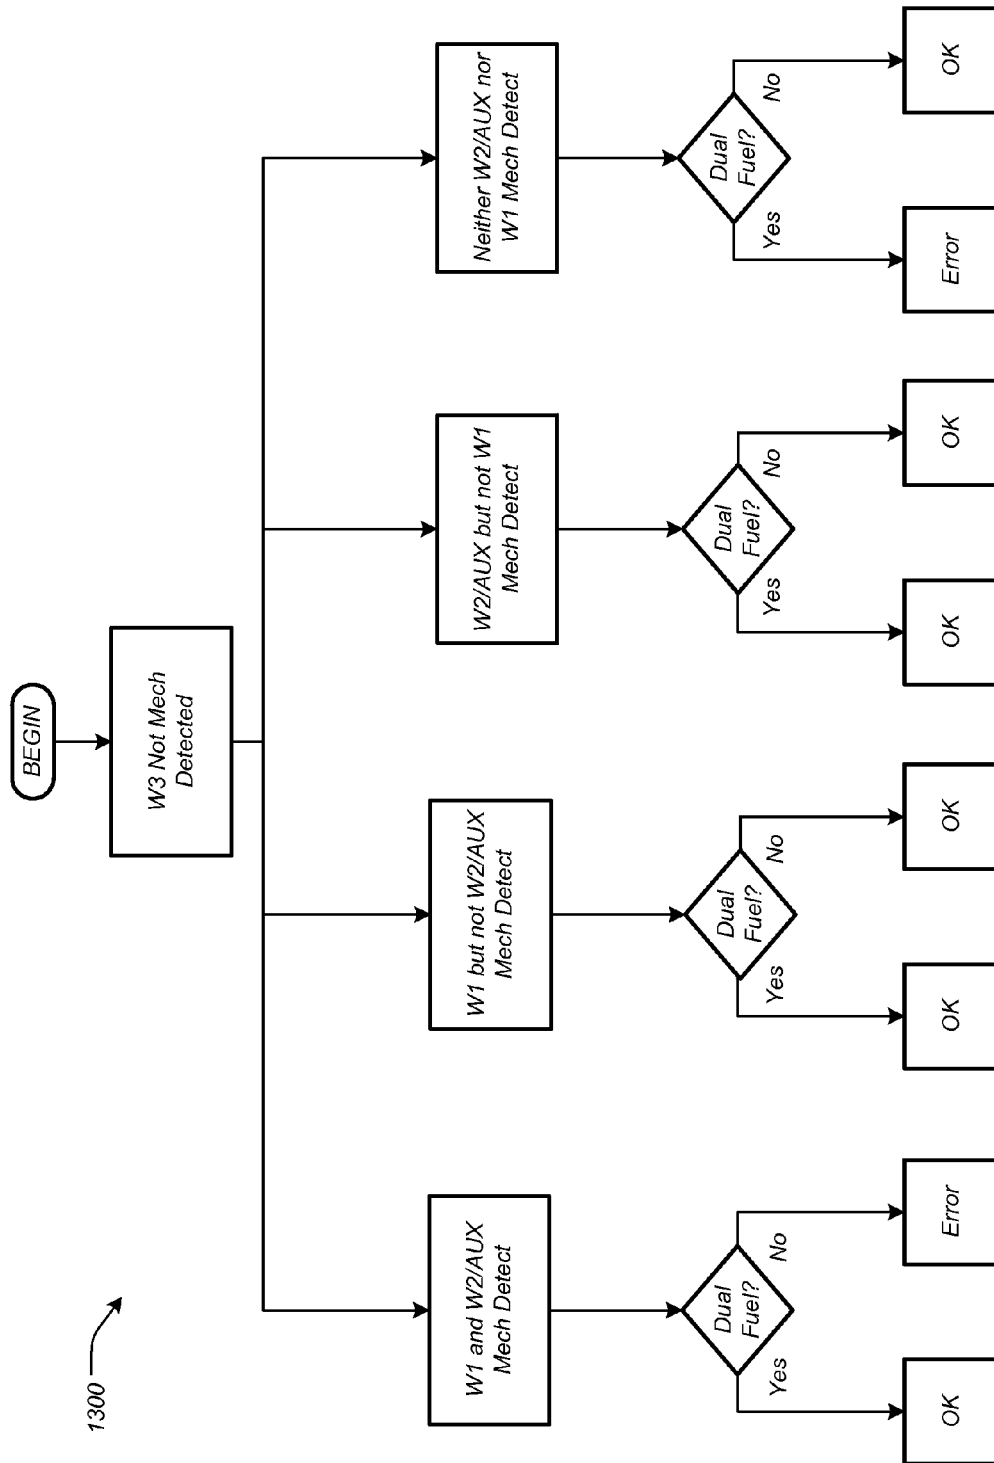 1300
BEGIN
W3 Not Mech
Detected
W1 and W2/AUX
Mech Detect
W1 but not W2/AUX
Mech Detect
W2/AUX but not W1
Mech Detect
Neither W2/AUX nor
W1 Mech Detect
Dual
Fuel?
Yes
No
Dual
Fuel?
Yes
No
Dual
Fuel?
Yes
No
Dual
Fuel?
Yes
No
OK
Error
OK
OK
OK
OK
Error
OK